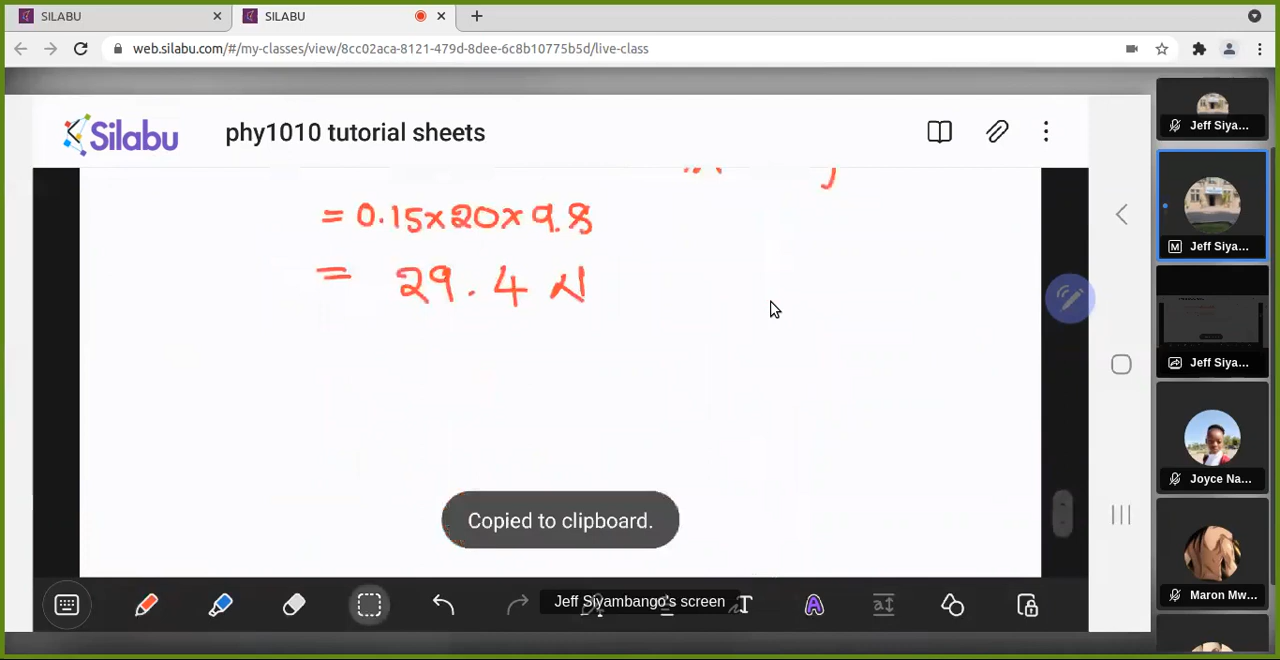 SILABU
SILABU
web.silabu.com/#/my-classes/view/8cc02aca-8121-479d-8dee-6c8b10775b5d/live-class
Silabu
phy1010 tutorial sheets
= 0.15x20x9.8
= 29.4 N
Copied to clipboard.
Jeff Siyambango's screen
T
A
Jeff Siya...
M Jeff Siya...
Jeff Siya...
Joyce Na...
Maron Mw...